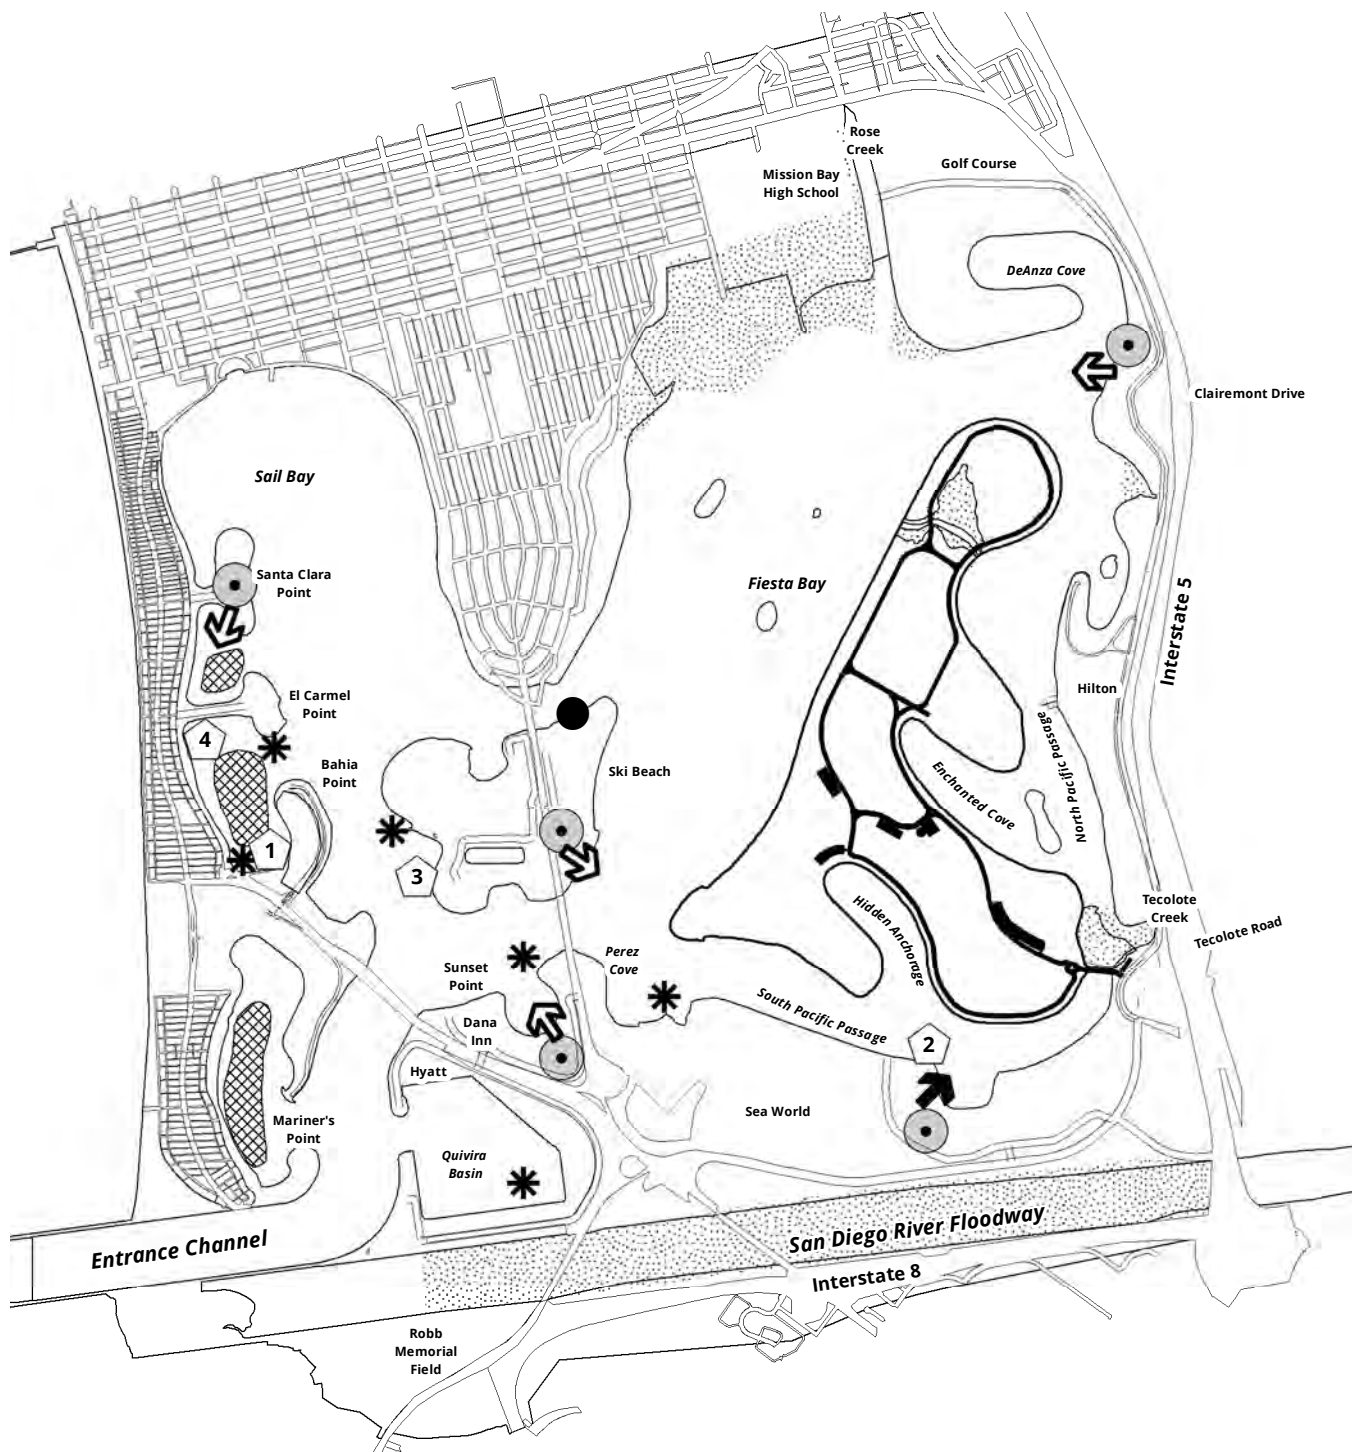 Rose
Creek
Golf Course
Mission Bay
High School
DeAnza Cove
Clairemont Drive
Sail Bay
Santa Clara
Point
Fiesta Bay
Interstate 5
El Carmel
Point
Hilton
North Pacific Passage
4
Bahia
Point
Ski Beach
Enchanted Cove
1
3
Tecolote
Creek
Tecolote Road
Hidden Anchorage
Perez
Cove
Sunset
Point
South Pacific Passage
Dana
Inn
2
Hyatt
Sea World
Mariner's
Point
Quivira
Basin
Entrance Channel
San Diego River Floodway
Interstate 8
Robb
Memorial
Field